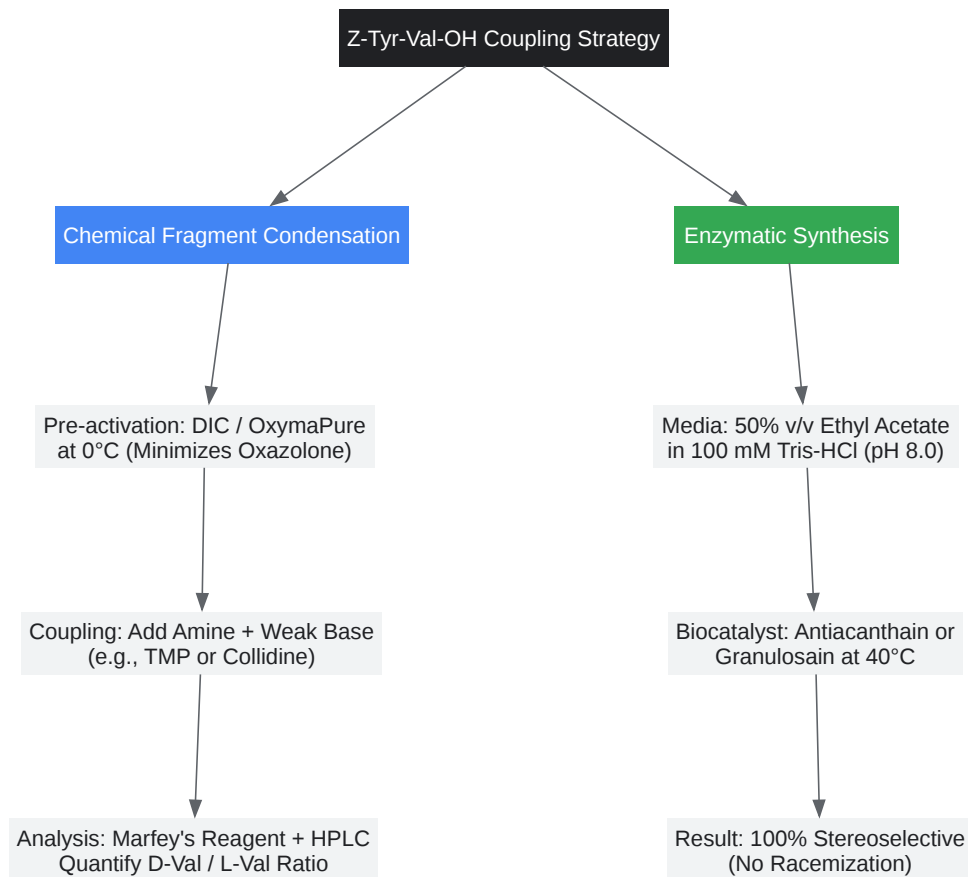 Z-Tyr-Val-OH Coupling Strategy
Chemical Fragment Condensation
Enzymatic Synthesis
Pre-activation: DIC / OxymaPure
at 0°C (Minimizes Oxazolone)
Media: 50% v/v Ethyl Acetate
in 100 mM Tris-HCl (pH 8.0)
Coupling: Add Amine + Weak Base
(e.g., TMP or Collidine)
Biocatalyst: Antiacanthain or
Granulosain at 40°C
Analysis: Marfey's Reagent + HPLC
Quantify D-Val / L-Val Ratio
Result: 100% Stereoselective
(No Racemization)